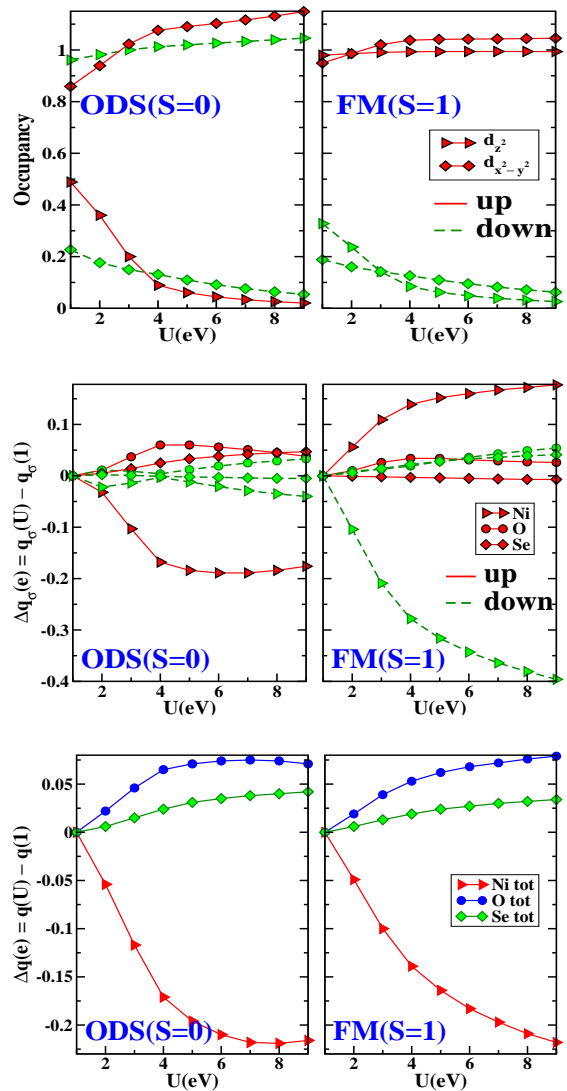 1
0.8
0.6
0.4
0.2
0
Occupancy
ODS(S=0)
2 4 6 8
U(eV)
FM(S=1)
d_{z^2}
d_{x^2-y^2}
up
down
2 4 6 8
U(eV)
0.1
0
-0.1
-0.2
-0.3
-0.4
Δq_σ(e) = q_σ(U) − q_σ(1)
ODS(S=0)
2 4 6 8
U(eV)
Ni
O
Se
up
down
FM(S=1)
2 4 6 8
U(eV)
0.05
0
-0.05
-0.1
-0.15
-0.2
Δq(e) = q(U) − q(1)
ODS(S=0)
2 4 6 8
U(eV)
Ni tot
O tot
Se tot
FM(S=1)
2 4 6 8
U(eV)